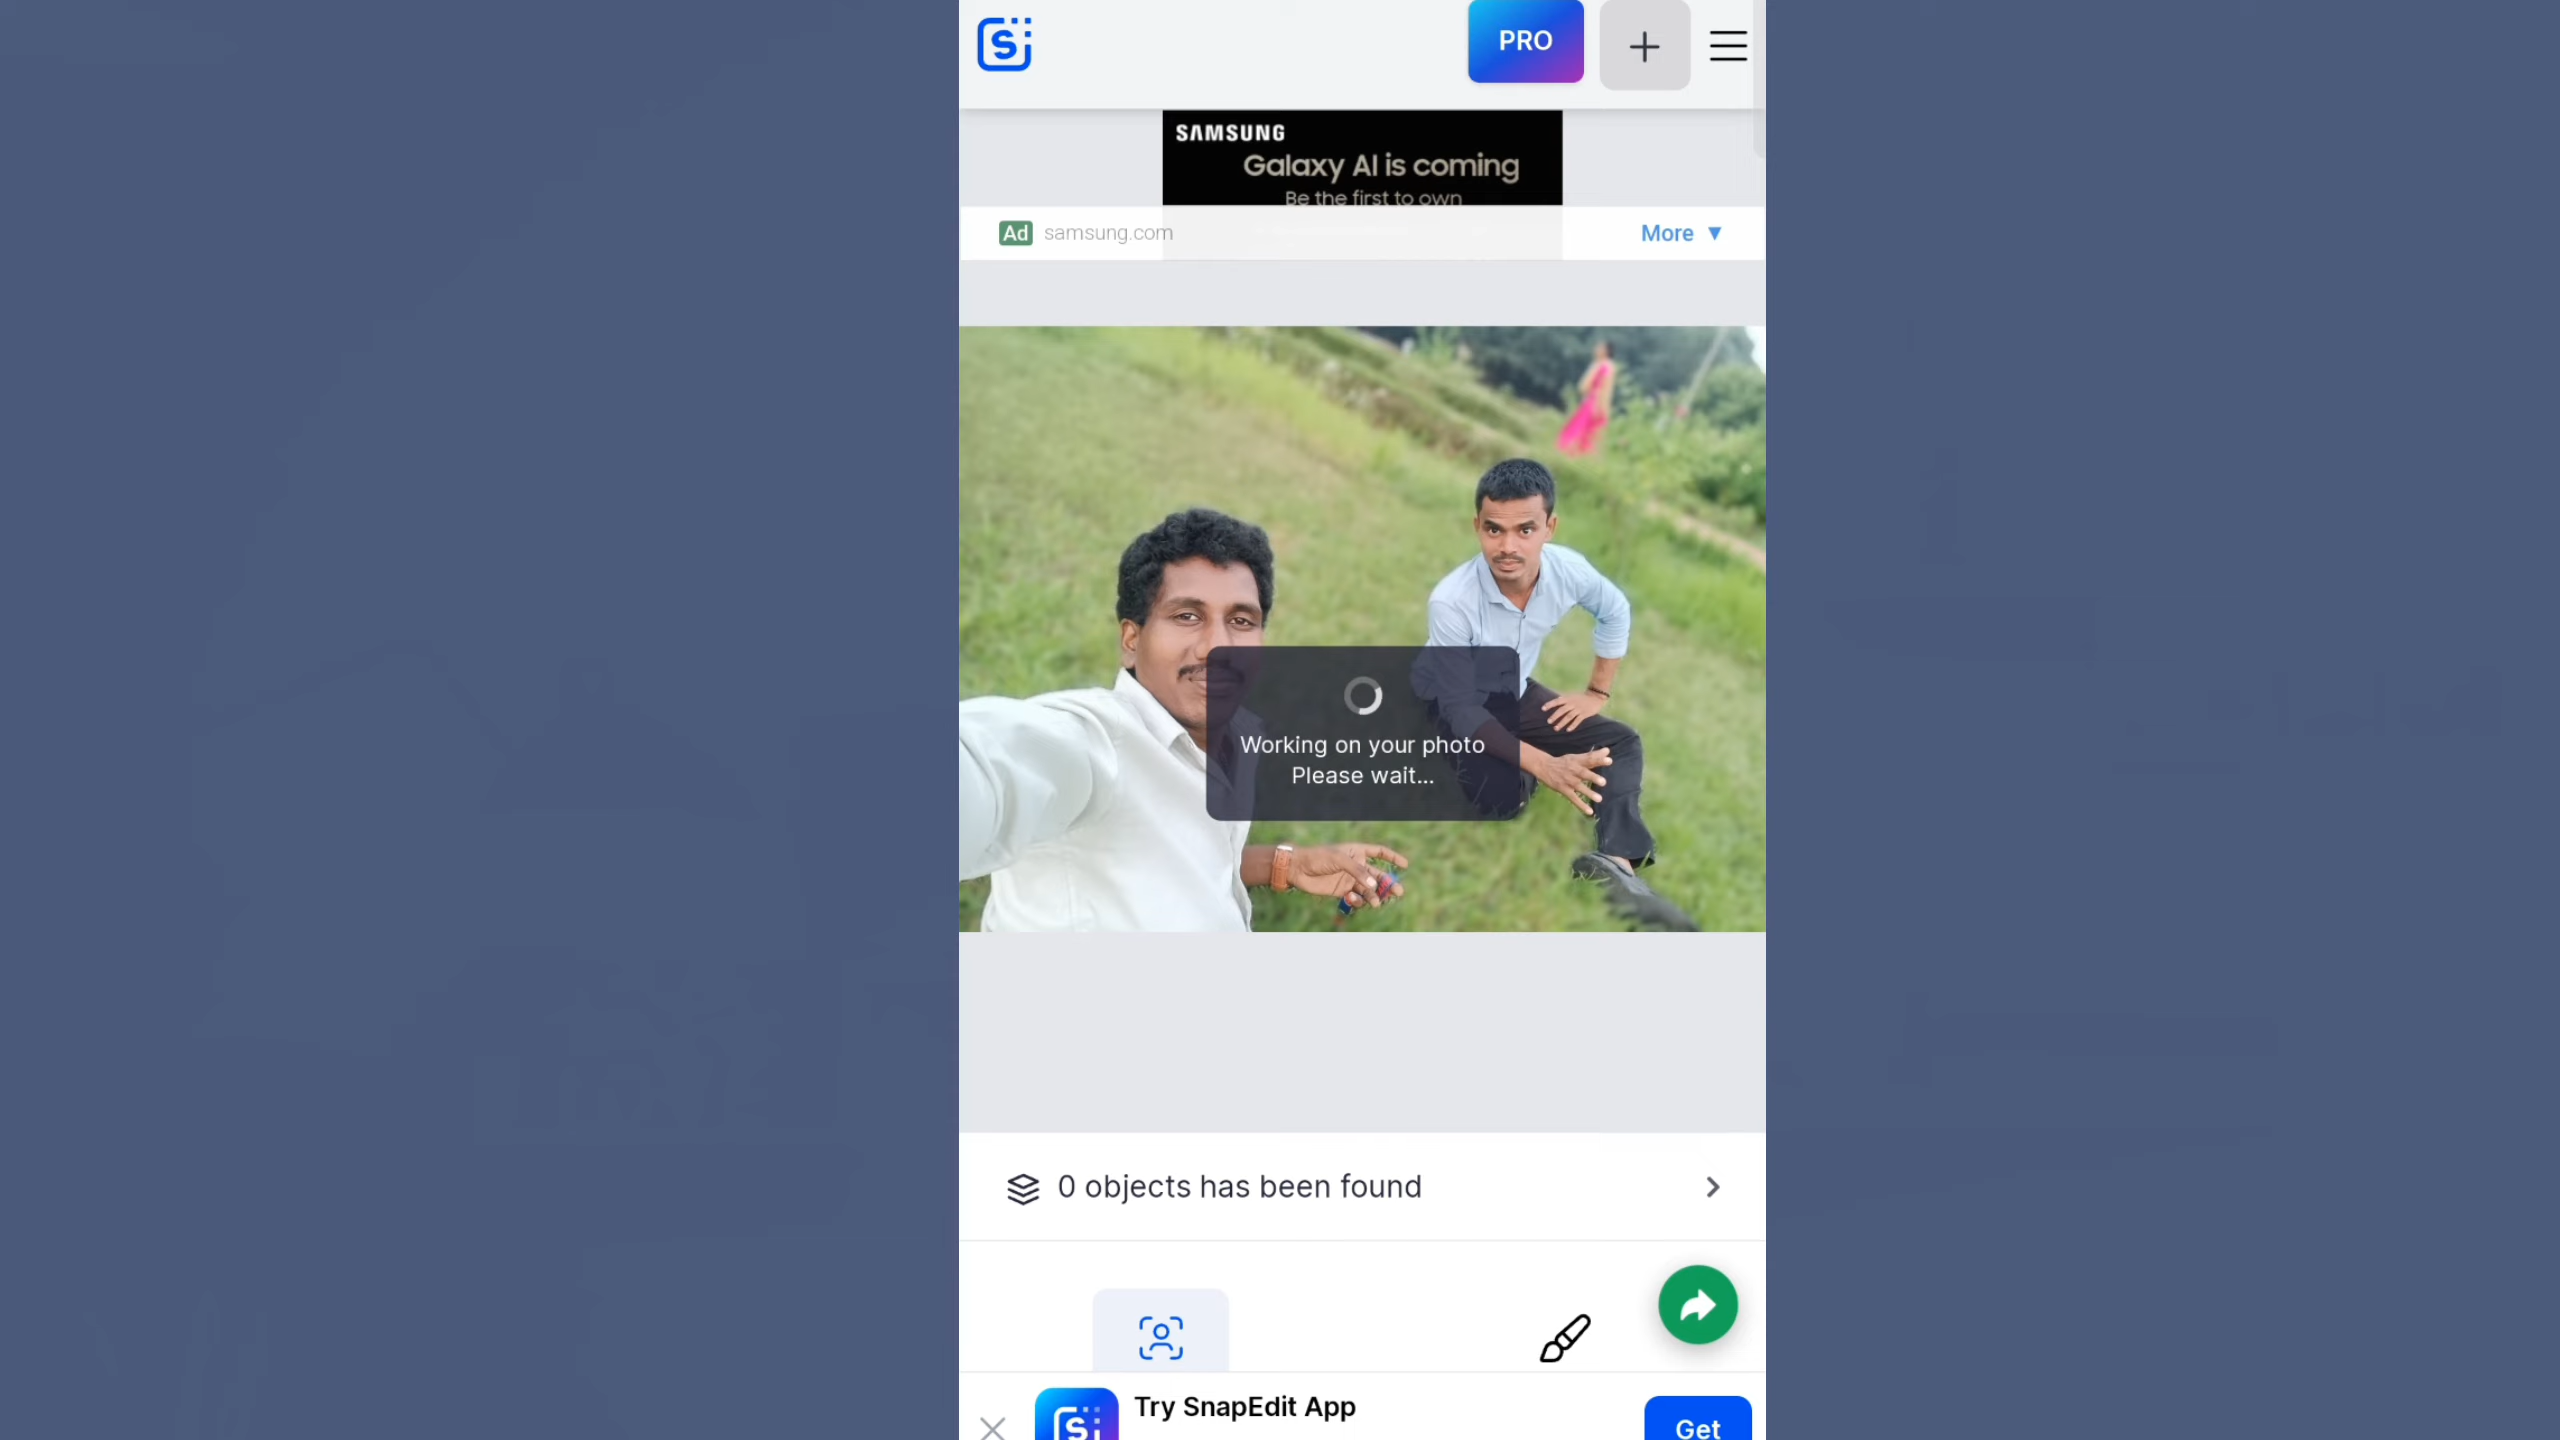 S
PRO
SAMSUNG
Galaxy AI is coming
Be the first to own
Ad samsung.com
More ▼
Working on your photo
Please wait...
0 objects has been found
Try SnapEdit App
S
Get